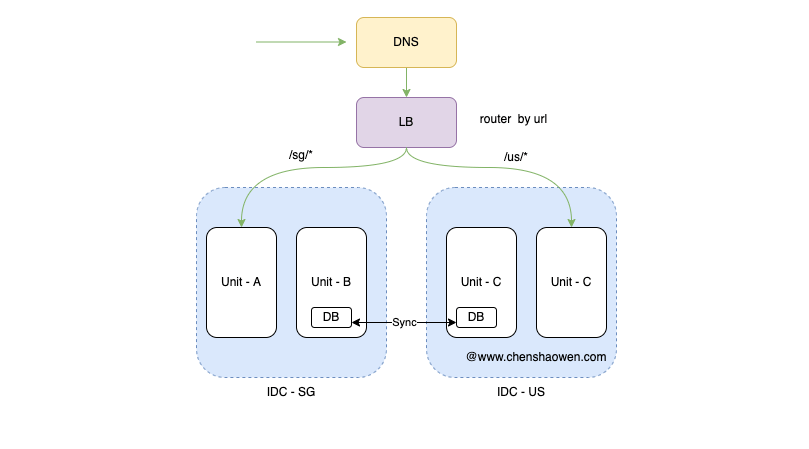 DNS
LB
router by url
/sg/*
/us/*
Unit - A
Unit - B
Unit - C
Unit - C
DB
Sync
DB
@www.chenshaowen.com
IDC - SG
IDC - US